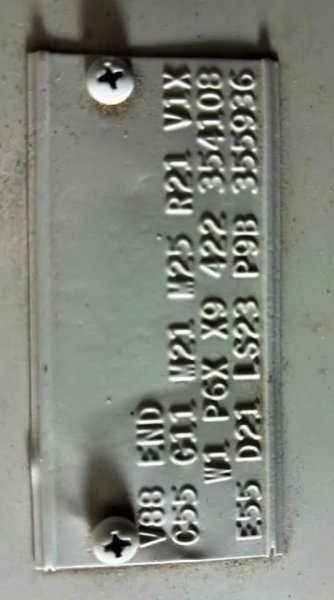 V88 END
C55 G11 M21 M25 R21 V1X
W1 P6X X9 422 354108
E55 D21 LS23 P9B 355936